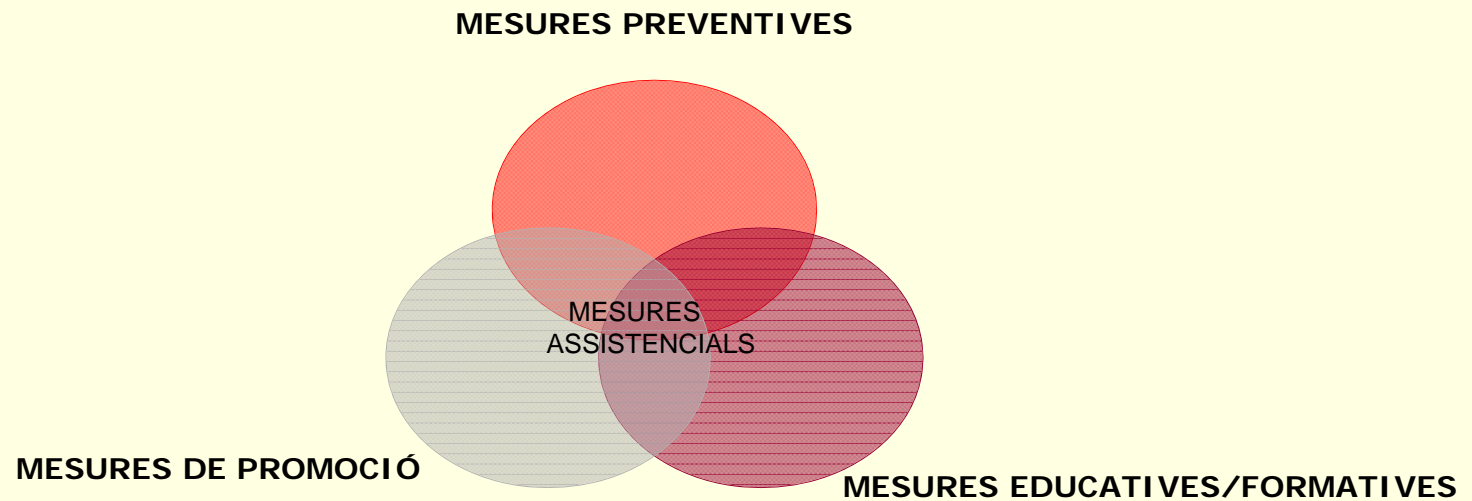 MESURES PREVENTIVES
MESURES
ASSISTENCIALS
MESURES DE PROMOCIÓ
MESURES EDUCATIVES/FORMATIVES